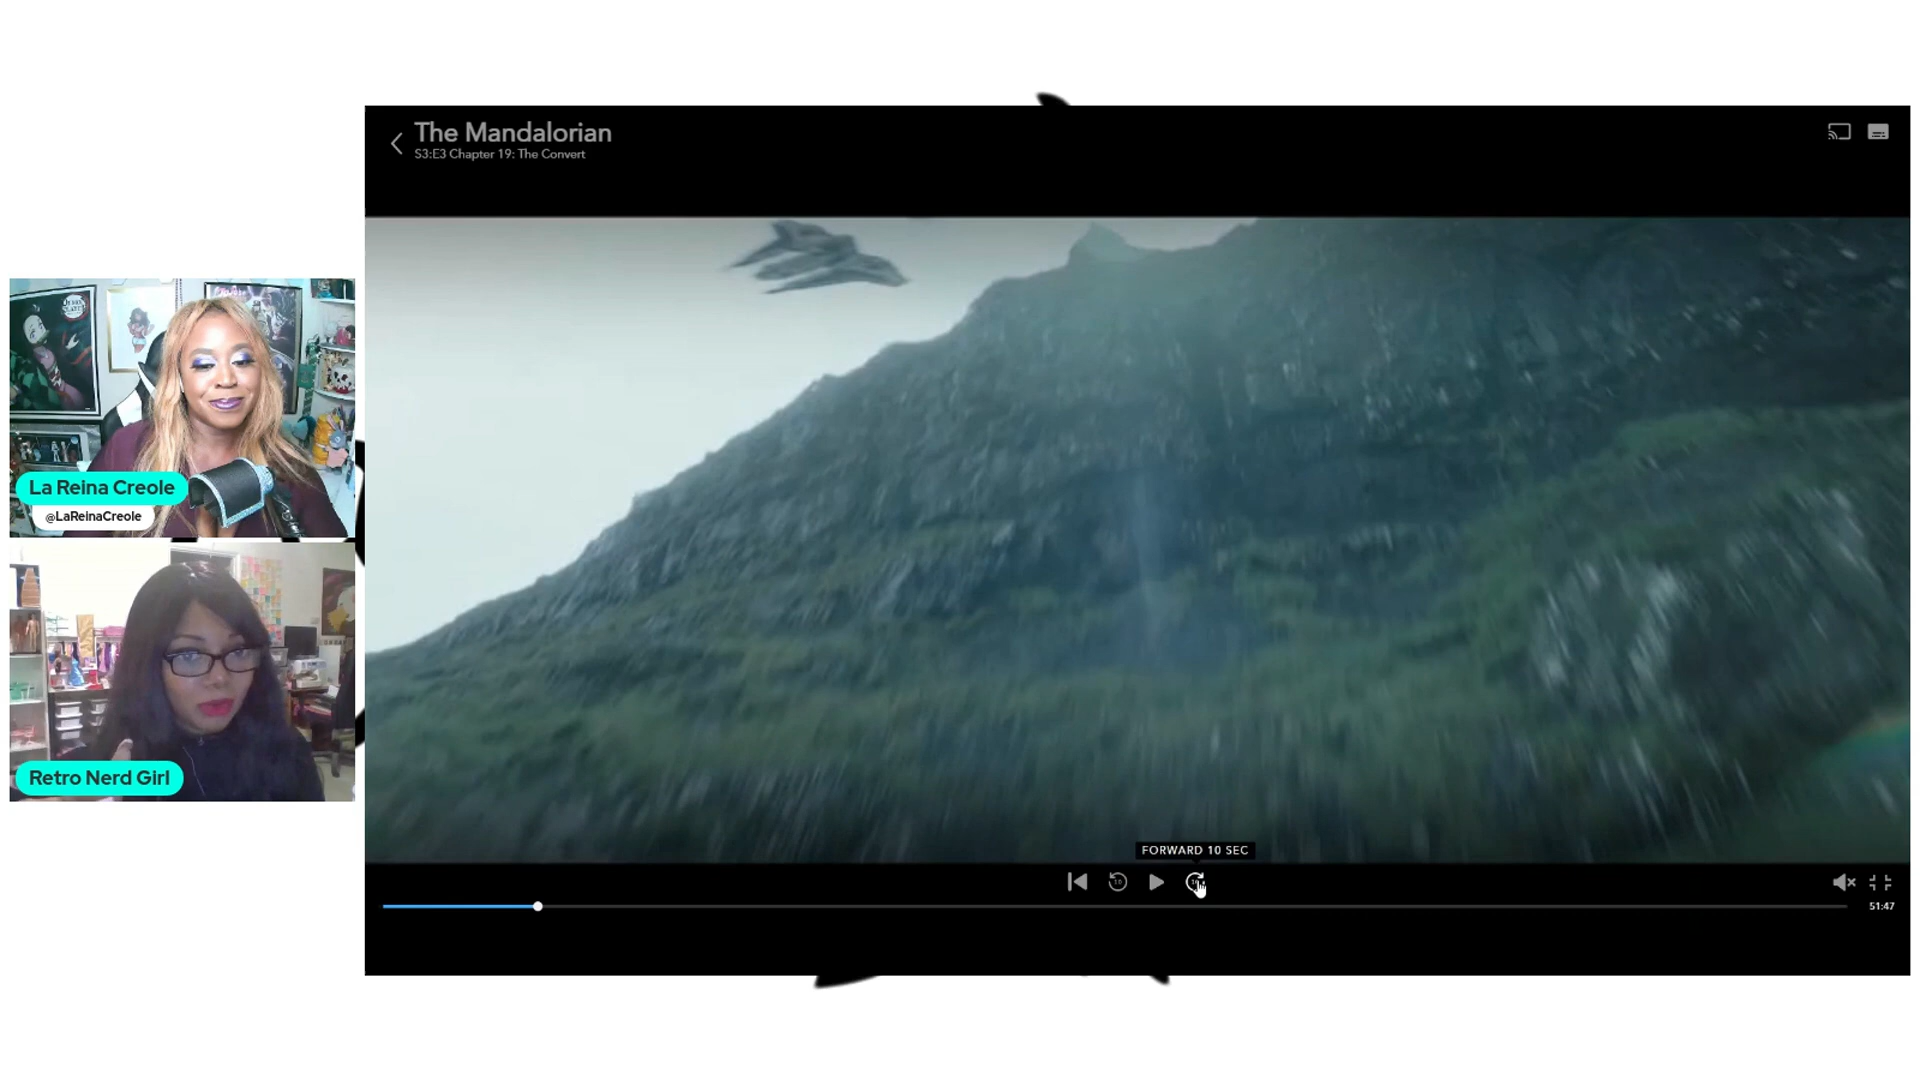 The Mandalorian
S3:E3 Chapter 19: The Convert
La Reina Creole
@LaReinaCreole
Retro Nerd Girl
FORWARD 10 SEC
10
51:47